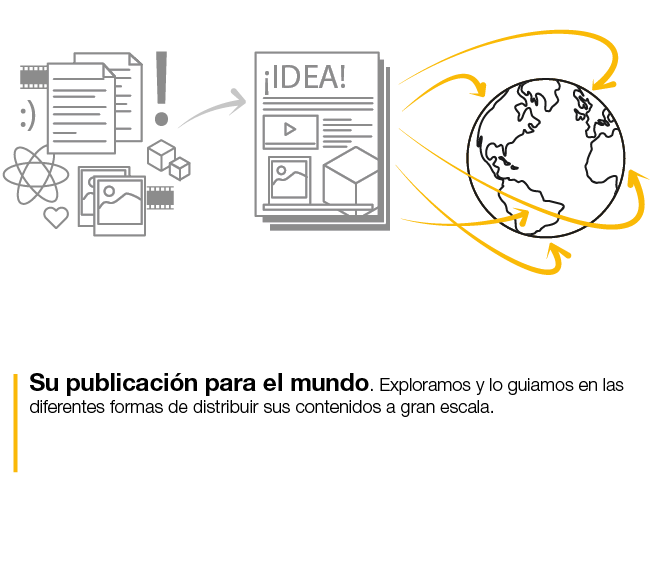 !
:)
¡IDEA!
Su publicación para el mundo. Exploramos y lo guiamos en las
diferentes formas de distribuir sus contenidos a gran escala.